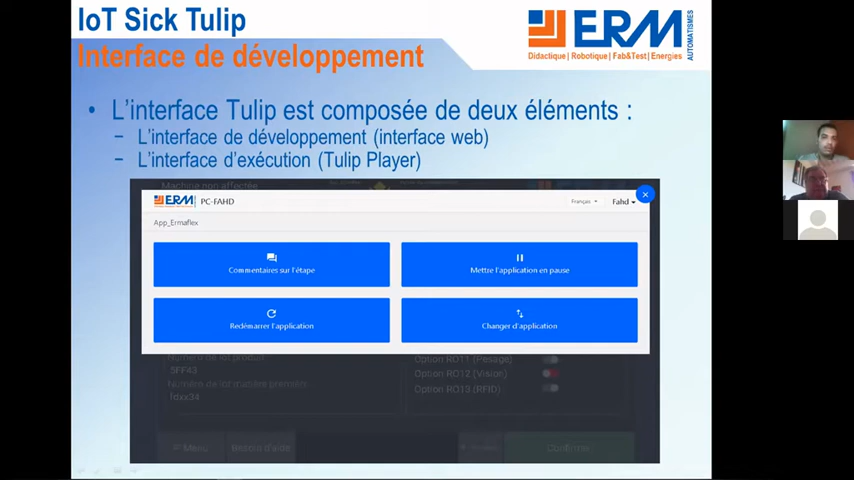 IoT Sick Tulip
Interface de développement
ERM
AUTOMATISMES
Didactique | Robotique | Fab&Test | Energies
• L'interface Tulip est composée de deux éléments :
− L'interface de développement (interface web)
− L'interface d'exécution (Tulip Player)
Machine non affectée
ERM
PC-FAHD
Français
Fahd
App_Ermaflex
Commentaires sur l'étape
Mettre l'application en pause
Redémarrer l'application
Changer d'application
Numéro de lot produit
5FF43
Numéro de lot matière première
fdxx34
Option RO11 (Pesage)
Option RO12 (Vision)
Option RO13 (RFID)
Menu
Besoin d'aide
Confirmer